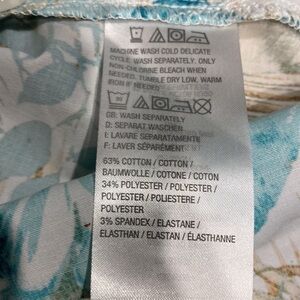 MACHINE WASH COLD DELICATE
CYCLE. WASH SEPARATELY. ONLY
NON-CHLORINE BLEACH WHEN
NEEDED. TUMBLE DRY LOW. WARM
IRON IF NEEDED
30
GB: WASH SEPARATELY
D: SEPARAT WASCHEN
I: LAVARE SEPARATAMENTE
F: LAVER SÉPARÉMENT
63% COTTON / COTTON /
BAUMWOLLE / COTONE / COTON
34% POLYESTER / POLYESTER /
POLYESTER / POLIESTERE /
POLYESTER
3% SPANDEX / ELASTANE /
ELASTHAN / ELASTAN / ÉLASTHANNE